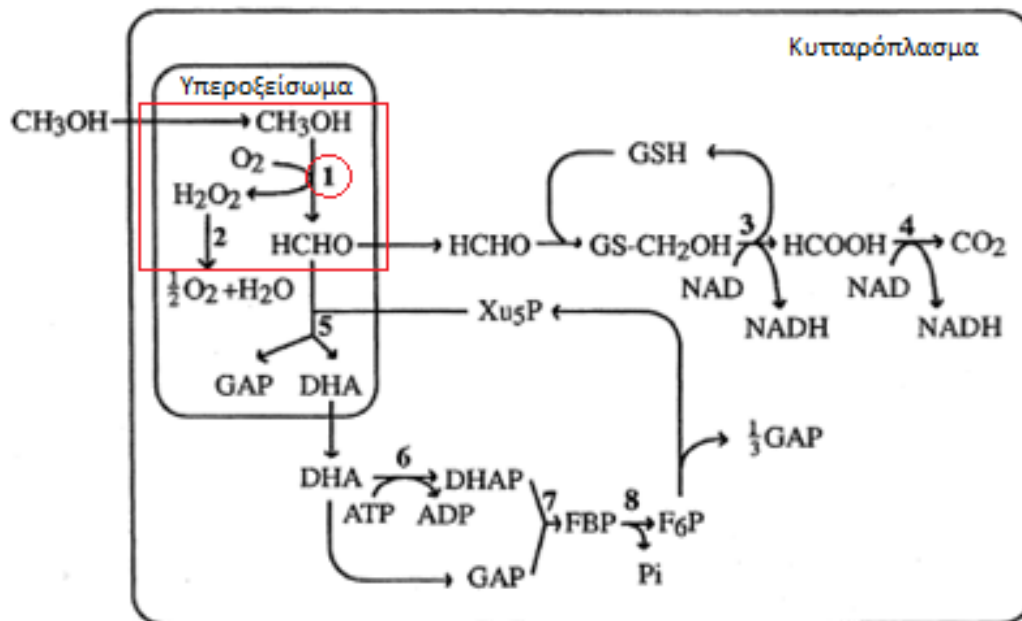 Κυτταρόπλασμα
Υπεροξείσωμα
CH3OH
CH3OH
O2
1
H2O2
2
HCHO
HCHO
GSH
GS-CH2OH
3
HCOOH
4
CO2
NAD
NADH
NAD
NADH
½O2+H2O
5
Xu5P
GAP
DHA
⅓GAP
DHA
6
DHAP
ATP
ADP
7
FBP
8
F6P
GAP
Pi